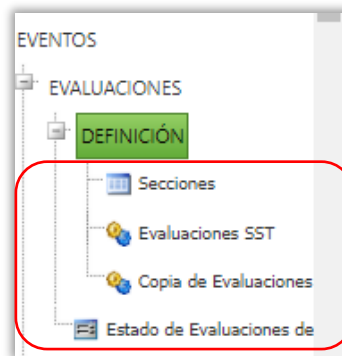 EVENTOS
EVALUACIONES
DEFINICIÓN
Secciones
Evaluaciones SST
Copia de Evaluaciones
Estado de Evaluaciones de